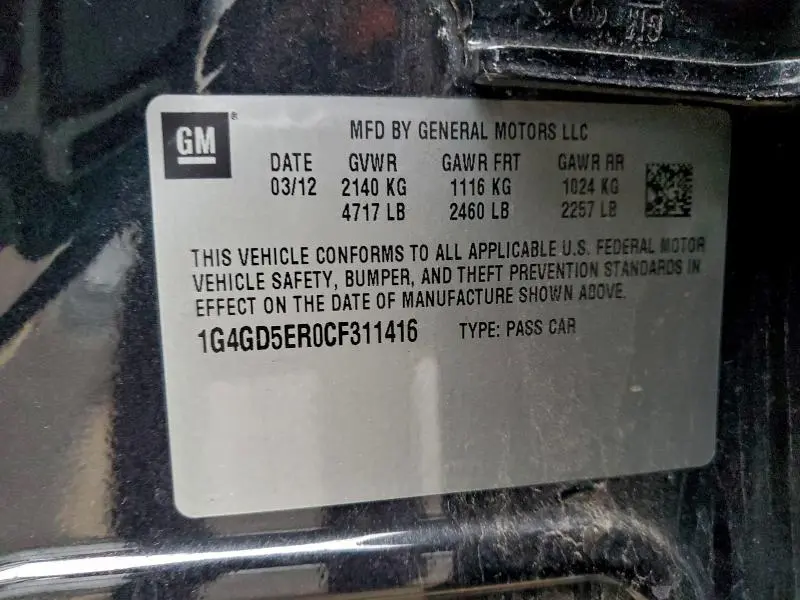 GM®
MFD BY GENERAL MOTORS LLC
DATE GVWR GAWR FRT GAWR RR
03/12 2140 KG 1116 KG 1024 KG
4717 LB 2460 LB 2257 LB
THIS VEHICLE CONFORMS TO ALL APPLICABLE U.S. FEDERAL MOTOR
VEHICLE SAFETY, BUMPER, AND THEFT PREVENTION STANDARDS IN
EFFECT ON THE DATE OF MANUFACTURE SHOWN ABOVE.
1G4GD5ER0CF311416 TYPE: PASS CAR